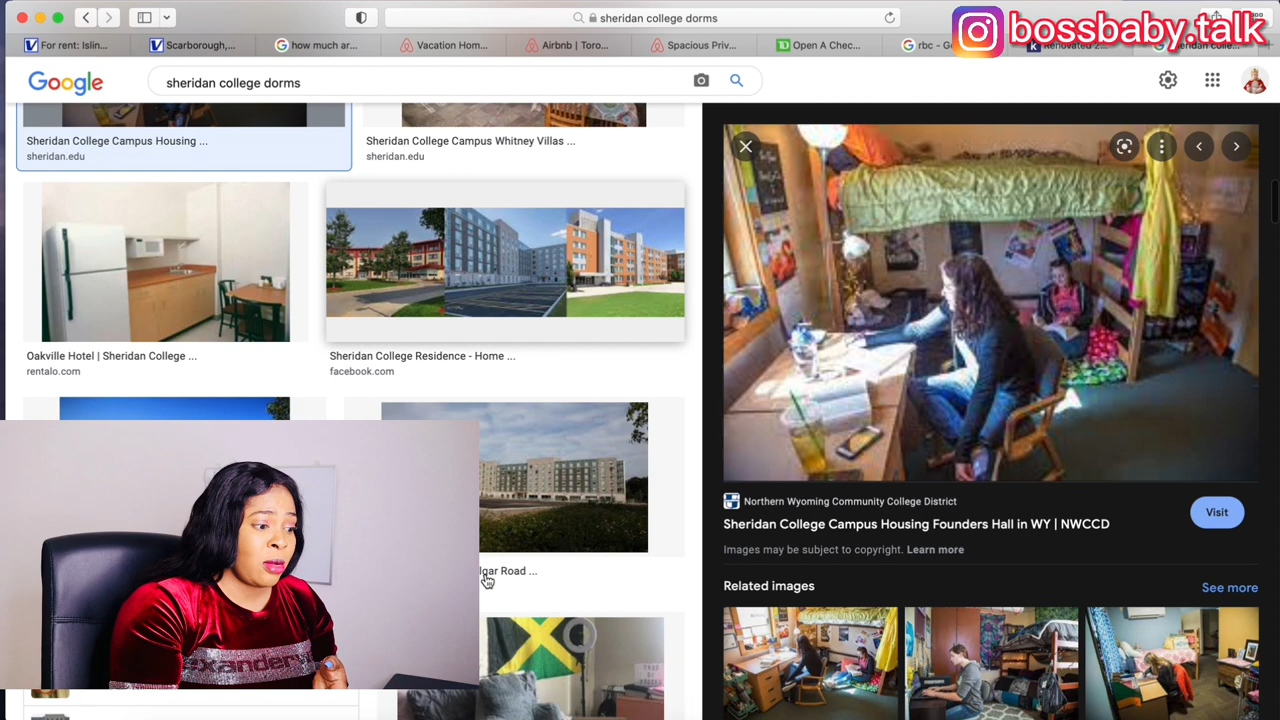 sheridan college dorms
bossbaby.talk
For rent: Islin...
Scarborough,...
how much ar...
Vacation Hom...
Airbnb | Toro...
Spacious Priv...
Open A Chec...
rbc - G
Renovated 2...
Google
sheridan college dorms
Sheridan College Campus Housing ...
sheridan.edu
Sheridan College Campus Whitney Villas ...
sheridan.edu
Oakville Hotel | Sheridan College ...
rentalo.com
Sheridan College Residence - Home ...
facebook.com
lgar Road ...
Northern Wyoming Community College District
Sheridan College Campus Housing Founders Hall in WY | NWCCD
Visit
Images may be subject to copyright. Learn more
Related images
See more